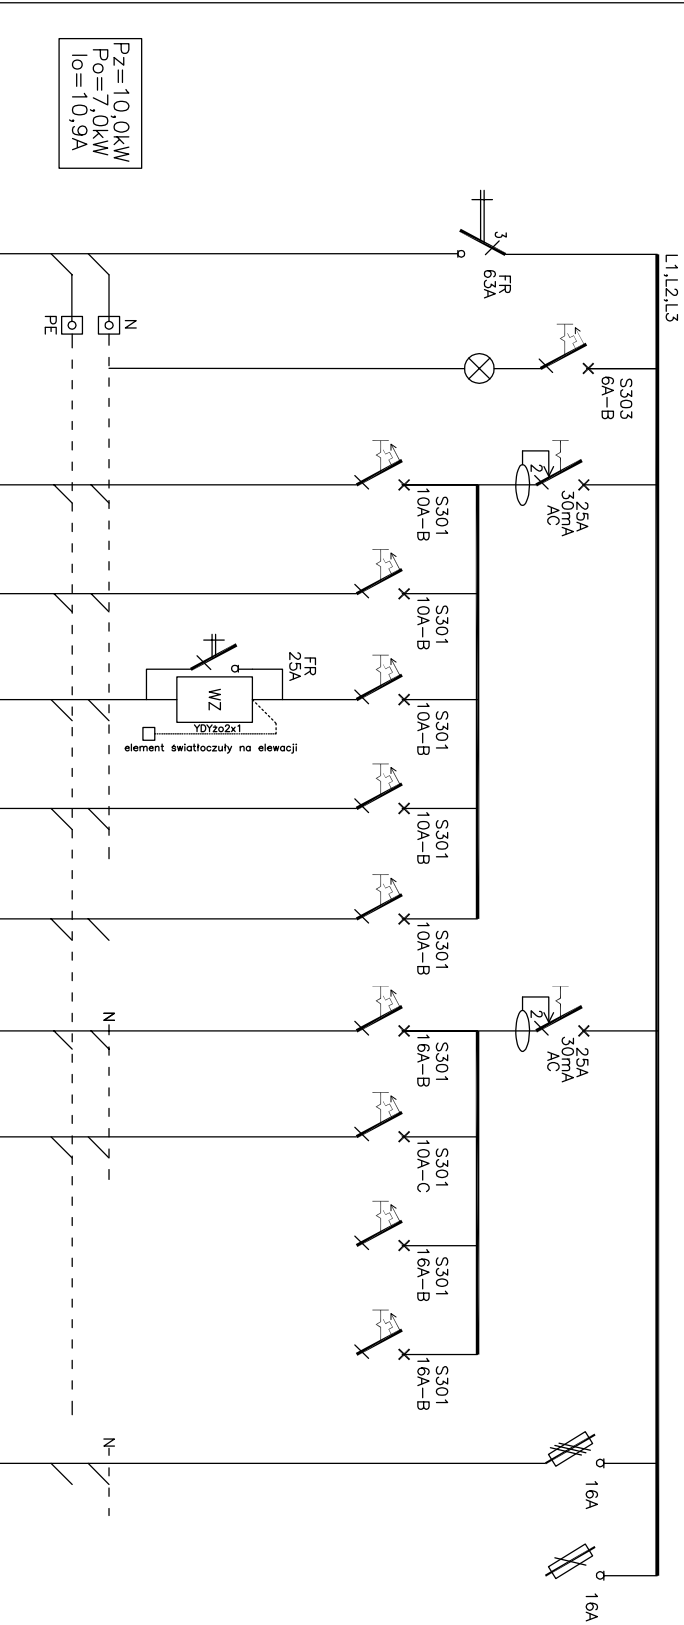 Pz=10,0kW
Po=7,0kW
Io=10,9A
L1,L2,L3
3
FR
63A
N
PE
S303
6A-B
2
25A
30mA
AC
S301
10A-B
S301
10A-B
FR
25A
WZ
YDYżo2x1
element światłoczuły na elewacji
S301
10A-B
S301
10A-B
S301
10A-B
2
25A
30mA
AC
N
S301
16A-B
S301
10A-C
S301
16A-B
S301
16A-B
N
16A
16A